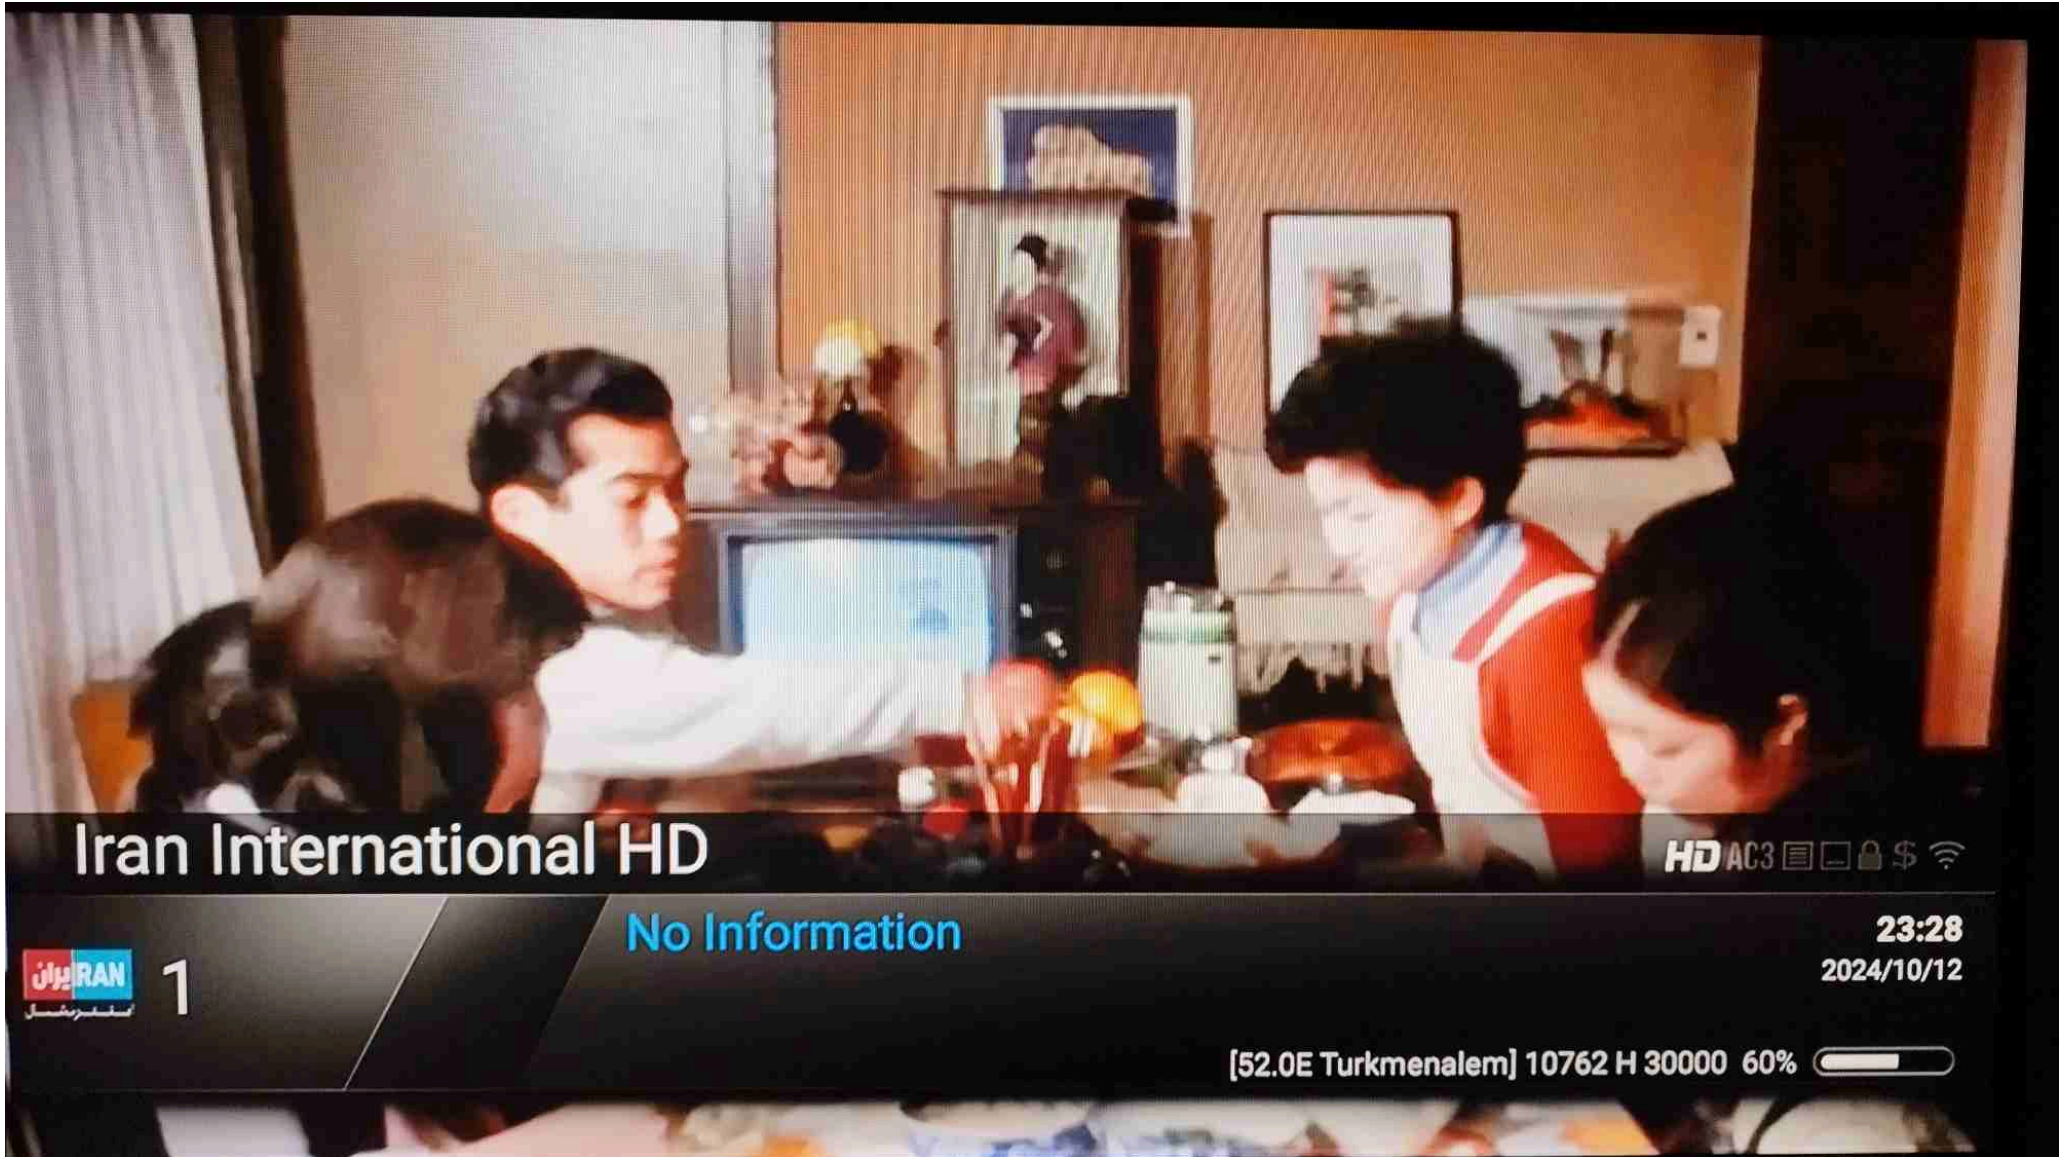 Iran International HD
HD AC3 $
No Information
23:28
2024/10/12
ایران IRAN
اینترنشنال
1
[52.0E Turkmenalem] 10762 H 30000 60%